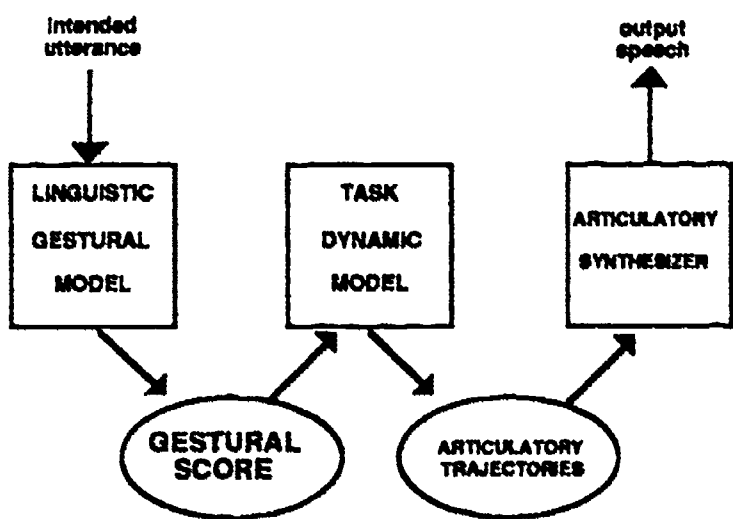 intended
utterance
output
speech
LINGUISTIC
GESTURAL
MODEL
TASK
DYNAMIC
MODEL
ARTICULATORY
SYNTHESIZER
GESTURAL
SCORE
ARTICULATORY
TRAJECTORIES